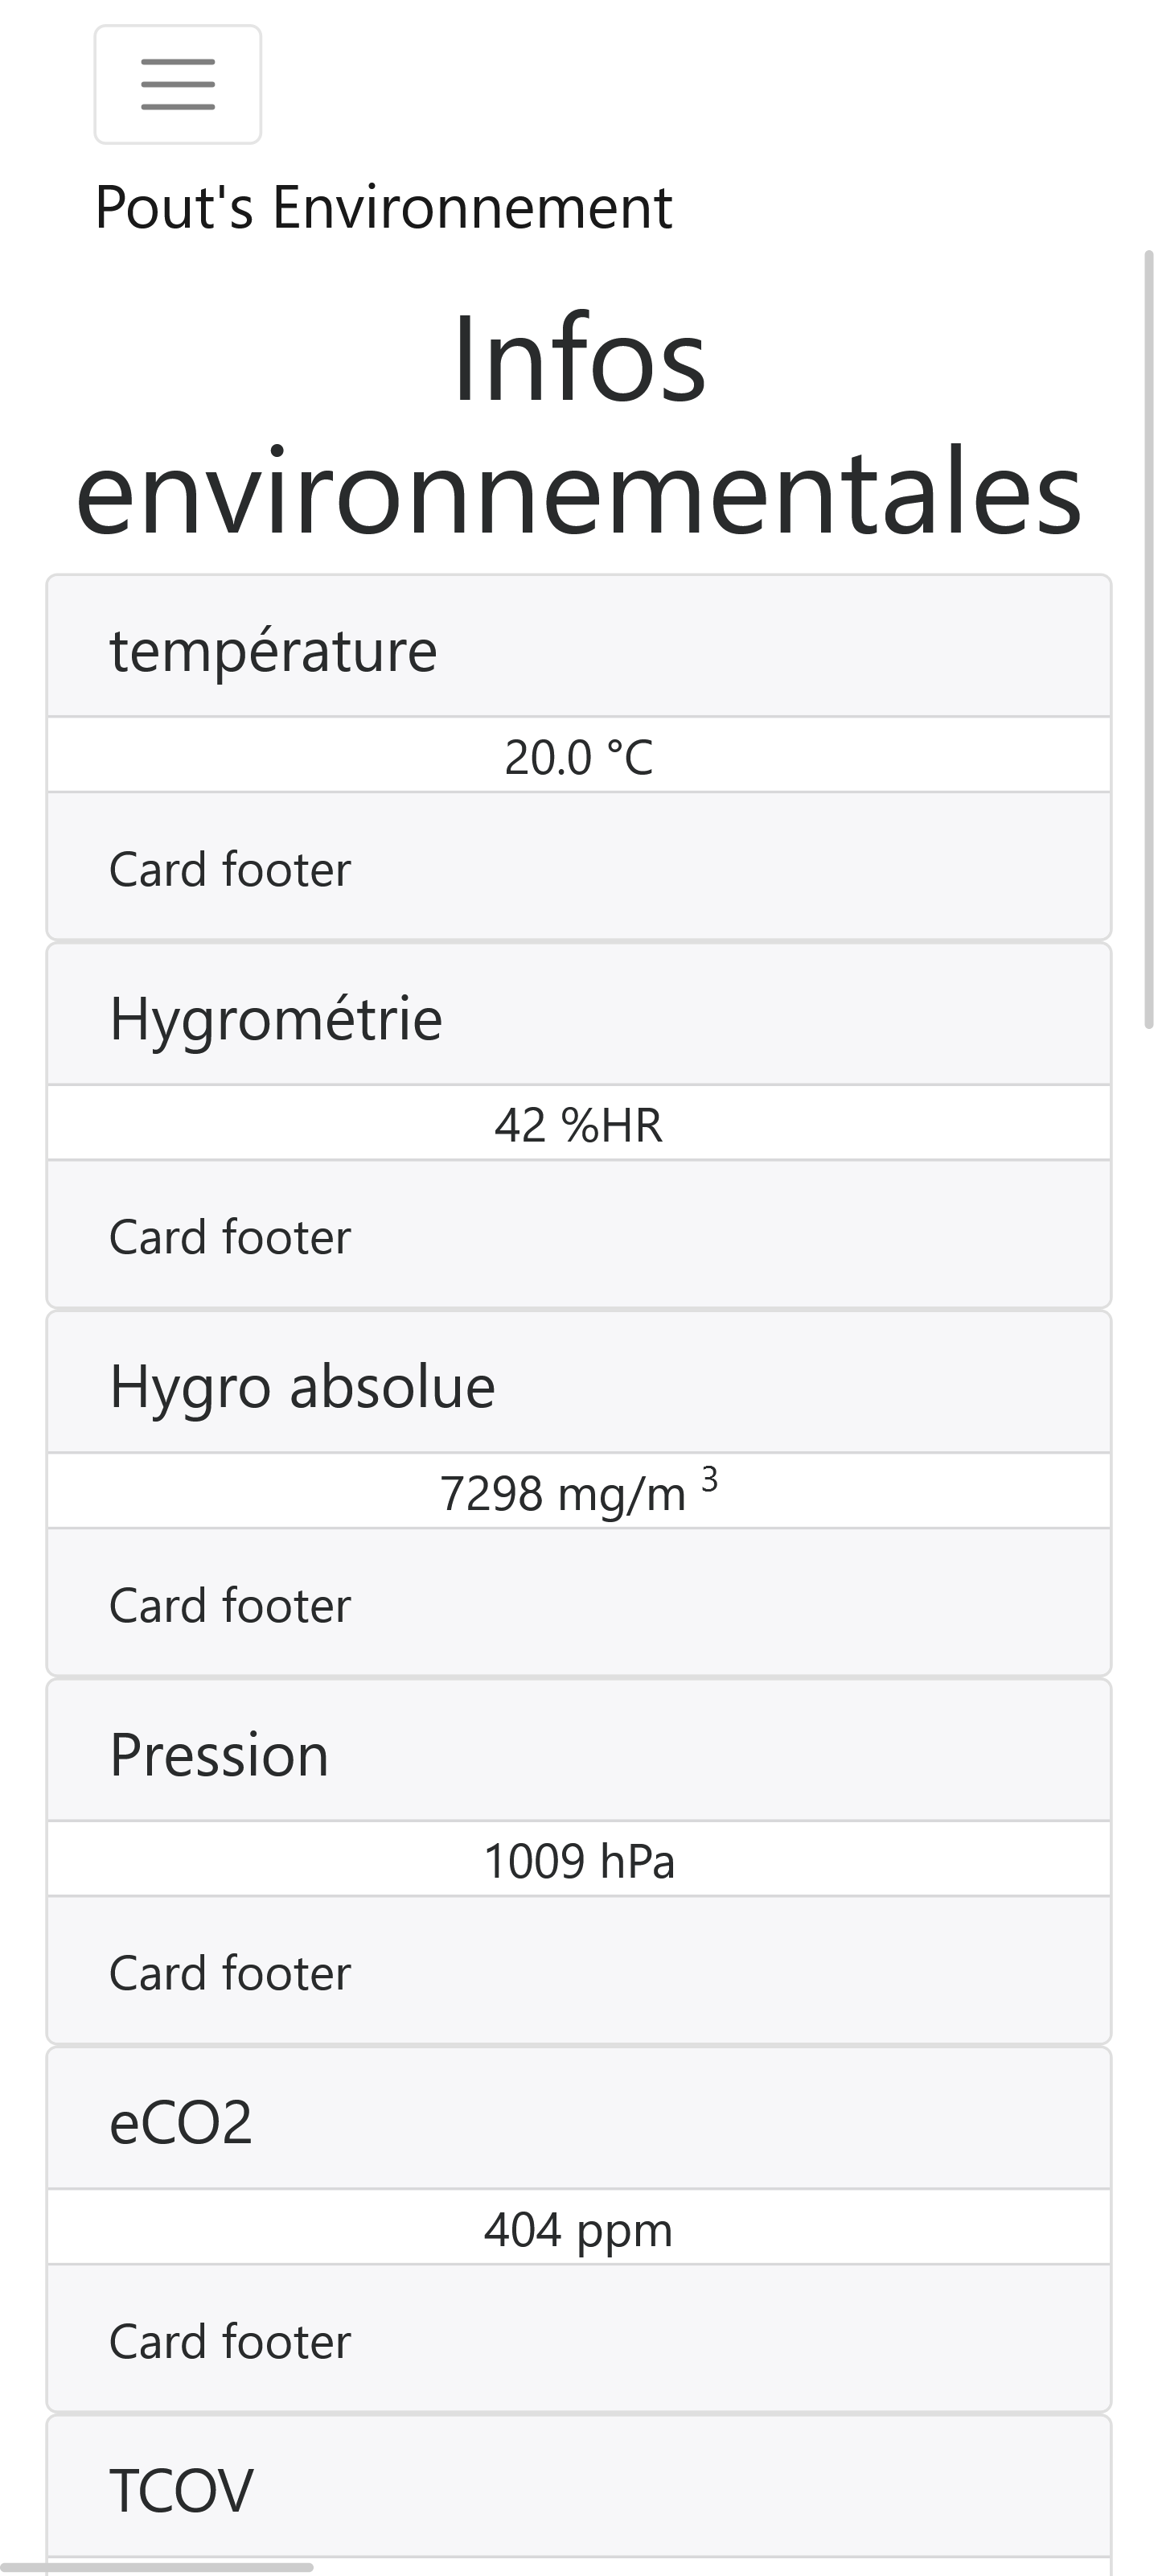 Pout's Environnement
Infos
environnementales
température
20.0 °C
Card footer
Hygrométrie
42 %HR
Card footer
Hygro absolue
7298 mg/m ³
Card footer
Pression
1009 hPa
Card footer
eCO2
404 ppm
Card footer
TCOV